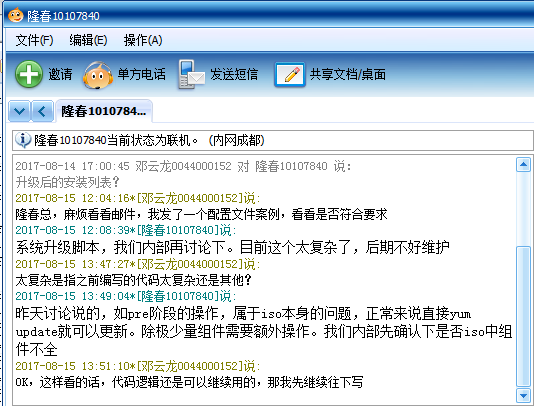 隆春10107840
文件(F) 编辑(E) 操作(A)
邀请 单方电话 发送短信 共享文档/桌面
隆春1010784...
隆春10107840当前状态为联机。 (内网成都)
2017-08-14 17:00:45 邓云龙0044000152 对 隆春10107840 说:
升级后的安装列表?
2017-08-15 12:04:16*[邓云龙0044000152]说:
隆春总,麻烦看看邮件,我发了一个配置文件案例,看看是否符合要求
2017-08-15 12:08:39*[隆春10107840]说:
系统升级脚本,我们内部再讨论下。目前这个太复杂了,后期不好维护
2017-08-15 13:47:27*[邓云龙0044000152]说:
太复杂是指之前编写的代码太复杂还是其他?
2017-08-15 13:49:04*[隆春10107840]说:
昨天讨论说的,如pre阶段的操作,属于iso本身的问题,正常来说直接yum
update就可以更新。除极少量组件需要额外操作。我们内部先确认下是否iso中组
件不全
2017-08-15 13:51:10*[邓云龙0044000152]说:
OK,这样看的话,代码逻辑还是可以继续用的,那我先继续往下写